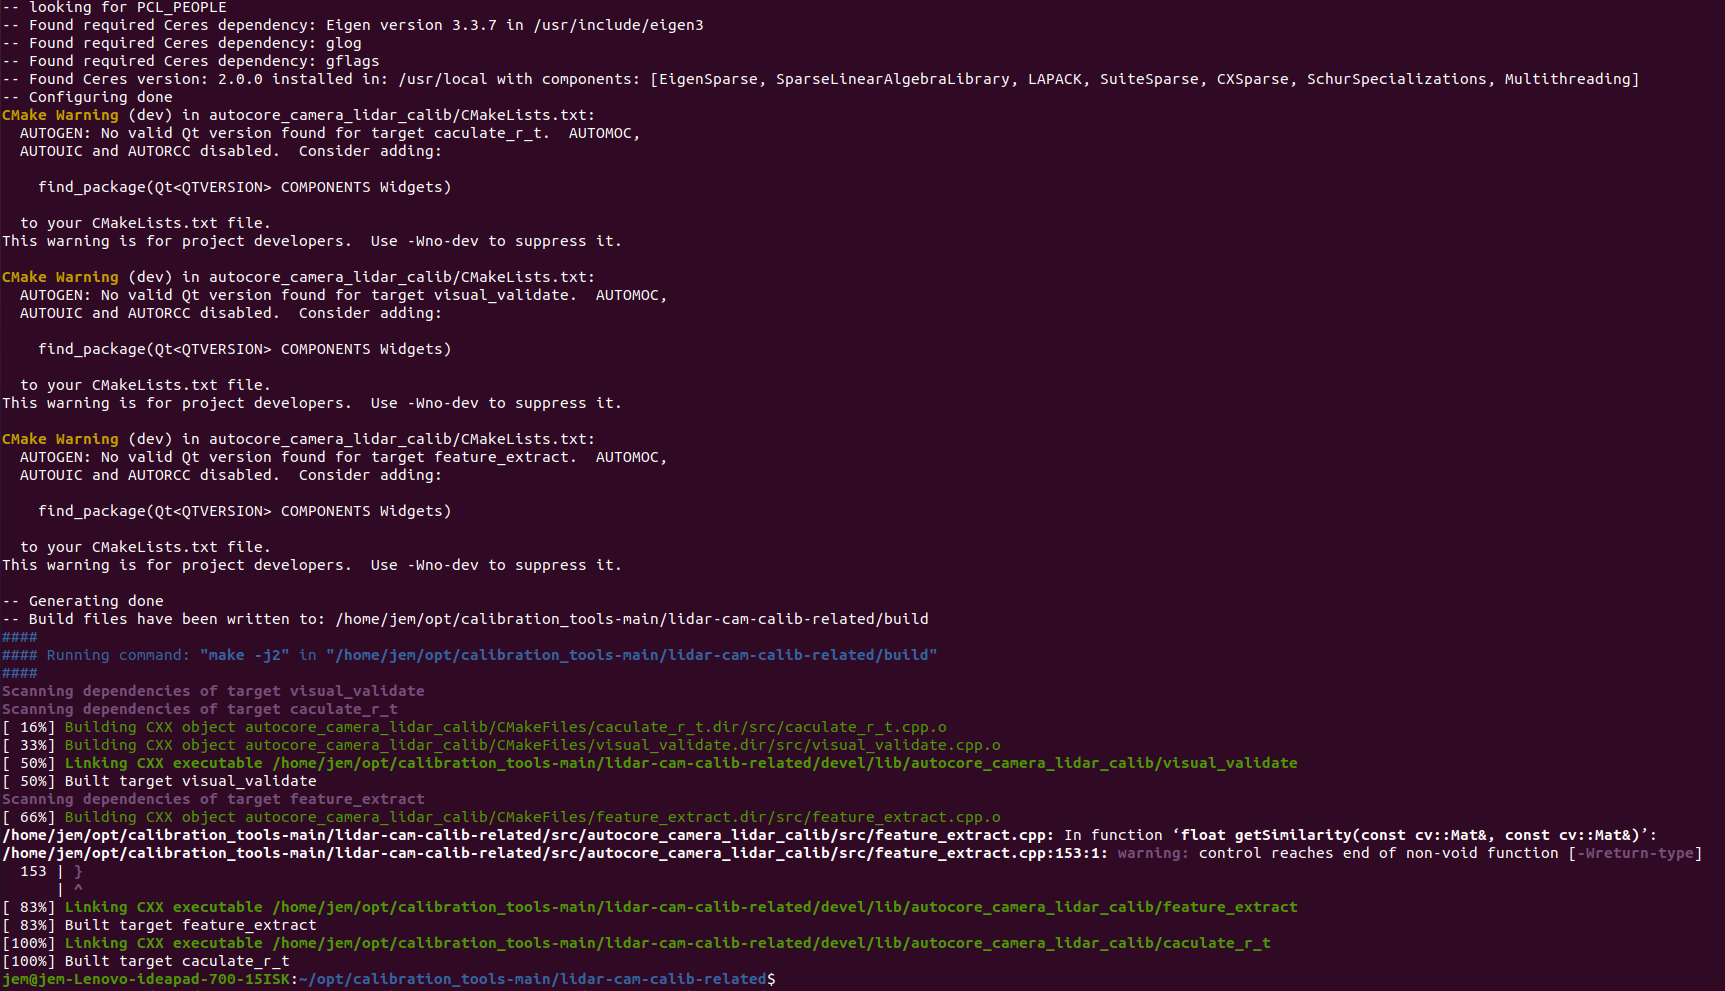 -- looking for PCL_PEOPLE
-- Found required Ceres dependency: Eigen version 3.3.7 in /usr/include/eigen3
-- Found required Ceres dependency: glog
-- Found required Ceres dependency: gflags
-- Found Ceres version: 2.0.0 installed in: /usr/local with components: [EigenSparse, SparseLinearAlgebraLibrary, LAPACK, SuiteSparse, CXSparse, SchurSpecializations, Multithreading]
-- Configuring done
CMake Warning (dev) in autocore_camera_lidar_calib/CMakeLists.txt:
  AUTOGEN: No valid Qt version found for target caculate_r_t.  AUTOMOC,
  AUTOUIC and AUTORCC disabled.  Consider adding:

    find_package(Qt<QTVERSION> COMPONENTS Widgets)

  to your CMakeLists.txt file.
This warning is for project developers.  Use -Wno-dev to suppress it.

CMake Warning (dev) in autocore_camera_lidar_calib/CMakeLists.txt:
  AUTOGEN: No valid Qt version found for target visual_validate.  AUTOMOC,
  AUTOUIC and AUTORCC disabled.  Consider adding:

    find_package(Qt<QTVERSION> COMPONENTS Widgets)

  to your CMakeLists.txt file.
This warning is for project developers.  Use -Wno-dev to suppress it.

CMake Warning (dev) in autocore_camera_lidar_calib/CMakeLists.txt:
  AUTOGEN: No valid Qt version found for target feature_extract.  AUTOMOC,
  AUTOUIC and AUTORCC disabled.  Consider adding:

    find_package(Qt<QTVERSION> COMPONENTS Widgets)

  to your CMakeLists.txt file.
This warning is for project developers.  Use -Wno-dev to suppress it.

-- Generating done
-- Build files have been written to: /home/jem/opt/calibration_tools-main/lidar-cam-calib-related/build
####
#### Running command: "make -j2" in "/home/jem/opt/calibration_tools-main/lidar-cam-calib-related/build"
####
Scanning dependencies of target visual_validate
Scanning dependencies of target caculate_r_t
[ 16%] Building CXX object autocore_camera_lidar_calib/CMakeFiles/caculate_r_t.dir/src/caculate_r_t.cpp.o
[ 33%] Building CXX object autocore_camera_lidar_calib/CMakeFiles/visual_validate.dir/src/visual_validate.cpp.o
[ 50%] Linking CXX executable /home/jem/opt/calibration_tools-main/lidar-cam-calib-related/devel/lib/autocore_camera_lidar_calib/visual_validate
[ 50%] Built target visual_validate
Scanning dependencies of target feature_extract
[ 66%] Building CXX object autocore_camera_lidar_calib/CMakeFiles/feature_extract.dir/src/feature_extract.cpp.o
/home/jem/opt/calibration_tools-main/lidar-cam-calib-related/src/autocore_camera_lidar_calib/src/feature_extract.cpp: In function ‘float getSimilarity(const cv::Mat&, const cv::Mat&)’:
/home/jem/opt/calibration_tools-main/lidar-cam-calib-related/src/autocore_camera_lidar_calib/src/feature_extract.cpp:153:1: warning: control reaches end of non-void function [-Wreturn-type]
  153 | }
      | ^
[ 83%] Linking CXX executable /home/jem/opt/calibration_tools-main/lidar-cam-calib-related/devel/lib/autocore_camera_lidar_calib/feature_extract
[ 83%] Built target feature_extract
[100%] Linking CXX executable /home/jem/opt/calibration_tools-main/lidar-cam-calib-related/devel/lib/autocore_camera_lidar_calib/caculate_r_t
[100%] Built target caculate_r_t
jem@jem-Lenovo-ideapad-700-15ISK:~/opt/calibration_tools-main/lidar-cam-calib-related$